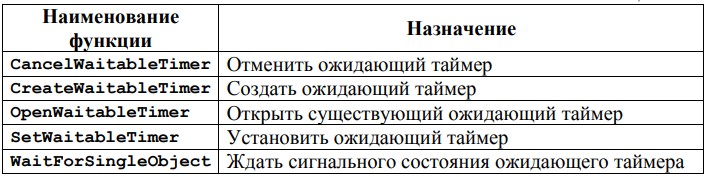 Наименование
функции
Назначение
CancelWaitableTimer Отменить ожидающий таймер
CreateWaitableTimer Создать ожидающий таймер
OpenWaitableTimer Открыть существующий ожидающий таймер
SetWaitableTimer Установить ожидающий таймер
WaitForSingleObject Ждать сигнального состояния ожидающего таймера